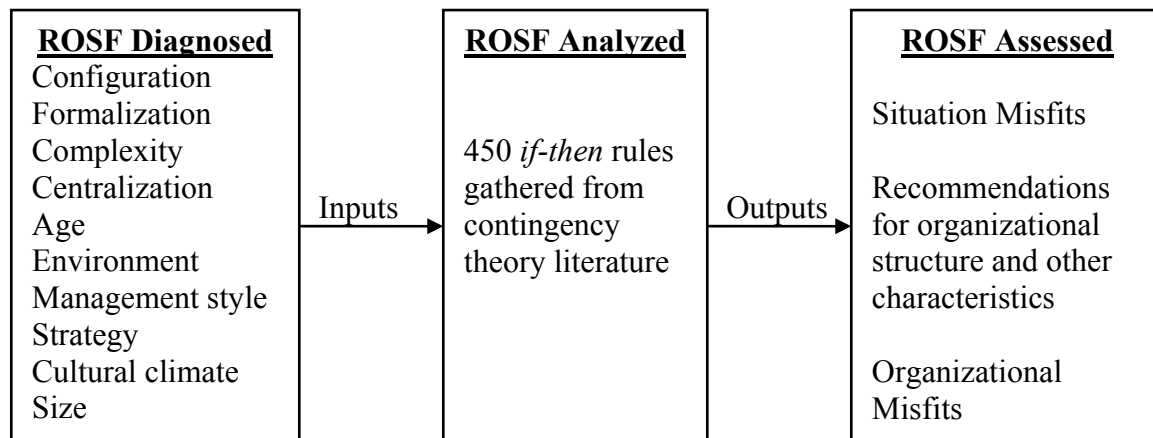 ROSF Diagnosed
Configuration
Formalization
Complexity
Centralization
Age
Environment
Management style
Strategy
Cultural climate
Size
Inputs
ROSF Analyzed
450 if-then rules
gathered from
contingency
theory literature
Outputs
ROSF Assessed
Situation Misfits
Recommendations
for organizational
structure and other
characteristics
Organizational
Misfits